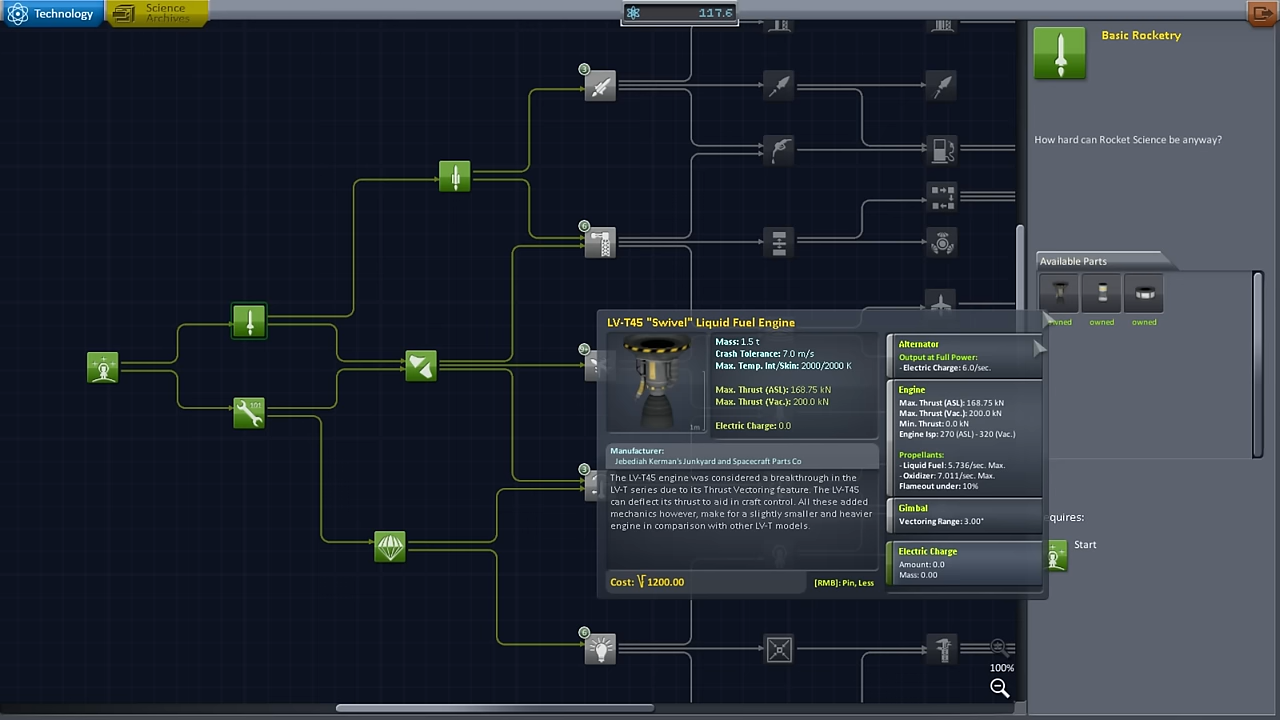 Technology
Science
Archives
117.6
Basic Rocketry
How hard can Rocket Science be anyway?
Available Parts
owned
owned
3
6
9+
3
6
101
LV-T45 "Swivel" Liquid Fuel Engine
Mass: 1.5 t
Crash Tolerance: 7.0 m/s
Max. Temp. Int/Skin: 2000/2000 K
Max. Thrust (ASL): 168.75 kN
Max. Thrust (Vac.): 200.0 kN
Electric Charge: 0.0
1m
Manufacturer:
Jebediah Kerman's Junkyard and Spacecraft Parts Co
The LV-T45 engine was considered a breakthrough in the
LV-T series due to its Thrust Vectoring feature. The LV-T45
can deflect its thrust to aid in craft control. All these added
mechanics however, make for a slightly smaller and heavier
engine in comparison with other LV-T models.
Cost: 1200.00
[RMB]: Pin, Less
Alternator
Output at Full Power:
- Electric Charge: 6.0/sec.
Engine
Max. Thrust (ASL): 168.75 kN
Max. Thrust (Vac.): 200.0 kN
Min. Thrust: 0.0 kN
Engine Isp: 270 (ASL) - 320 (Vac.)
Propellants:
- Liquid Fuel: 5.736/sec. Max.
- Oxidizer: 7.011/sec. Max.
Flameout under: 10%
Gimbal
Vectoring Range: 3.00°
Electric Charge
Amount: 0.0
Mass: 0.00
Start
100%